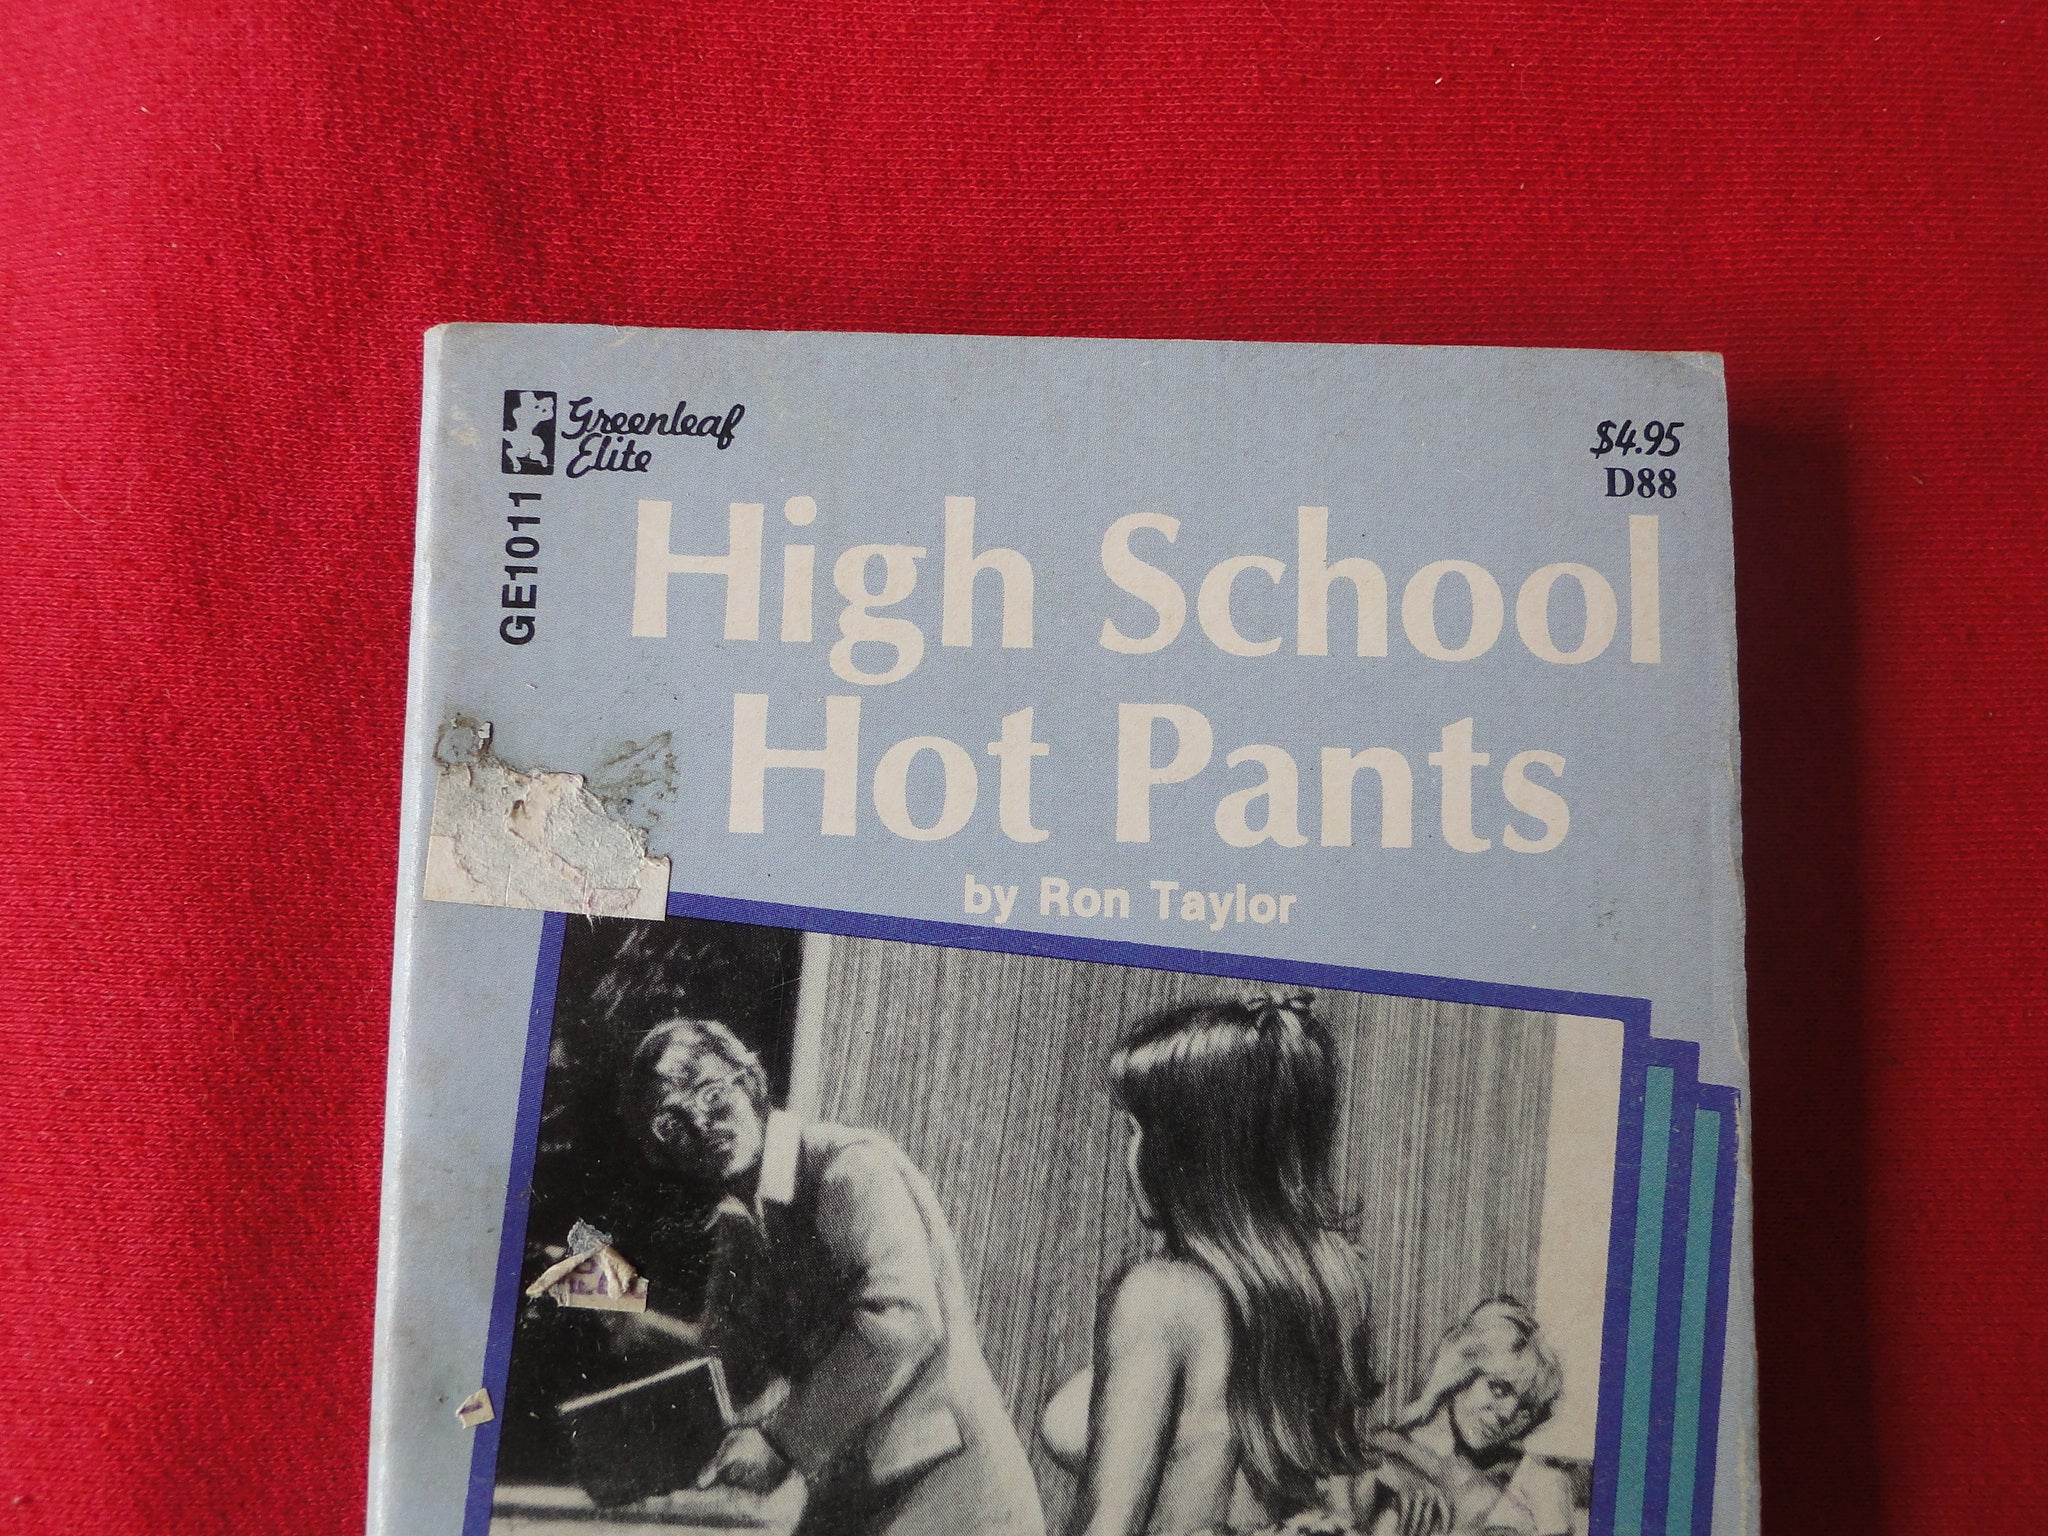 Greenleaf
Elite
$4.95
D88
GE1011
High School
Hot Pants
by Ron Taylor